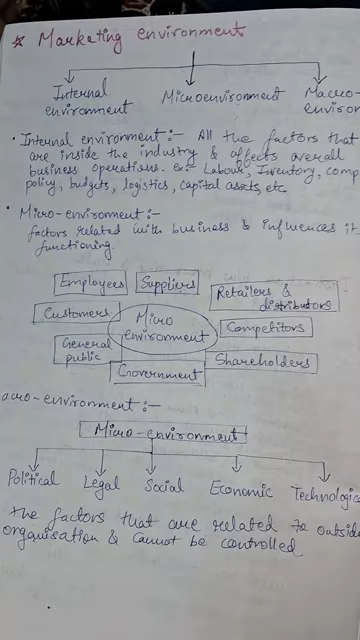 * Marketing environment
Internal environment
Microenvironment
Macro-environ
• Internal environment :- All the factors that
are inside the industry & affects overall
business operations. ex:- Labour, Inventory, comp
policy, budgets, logistics, capital assets, etc.
• Micro-environment :-
factors related with business & influences it
functioning.
Employees
Suppliers
Retailers & distributors
Customers
Micro environment
Competitors
General public
Shareholders
Government
acro-environment :-
Micro-environment
Political Legal Social Economic Technologica
the factors that are related to outside
organisation & cannot be controlled